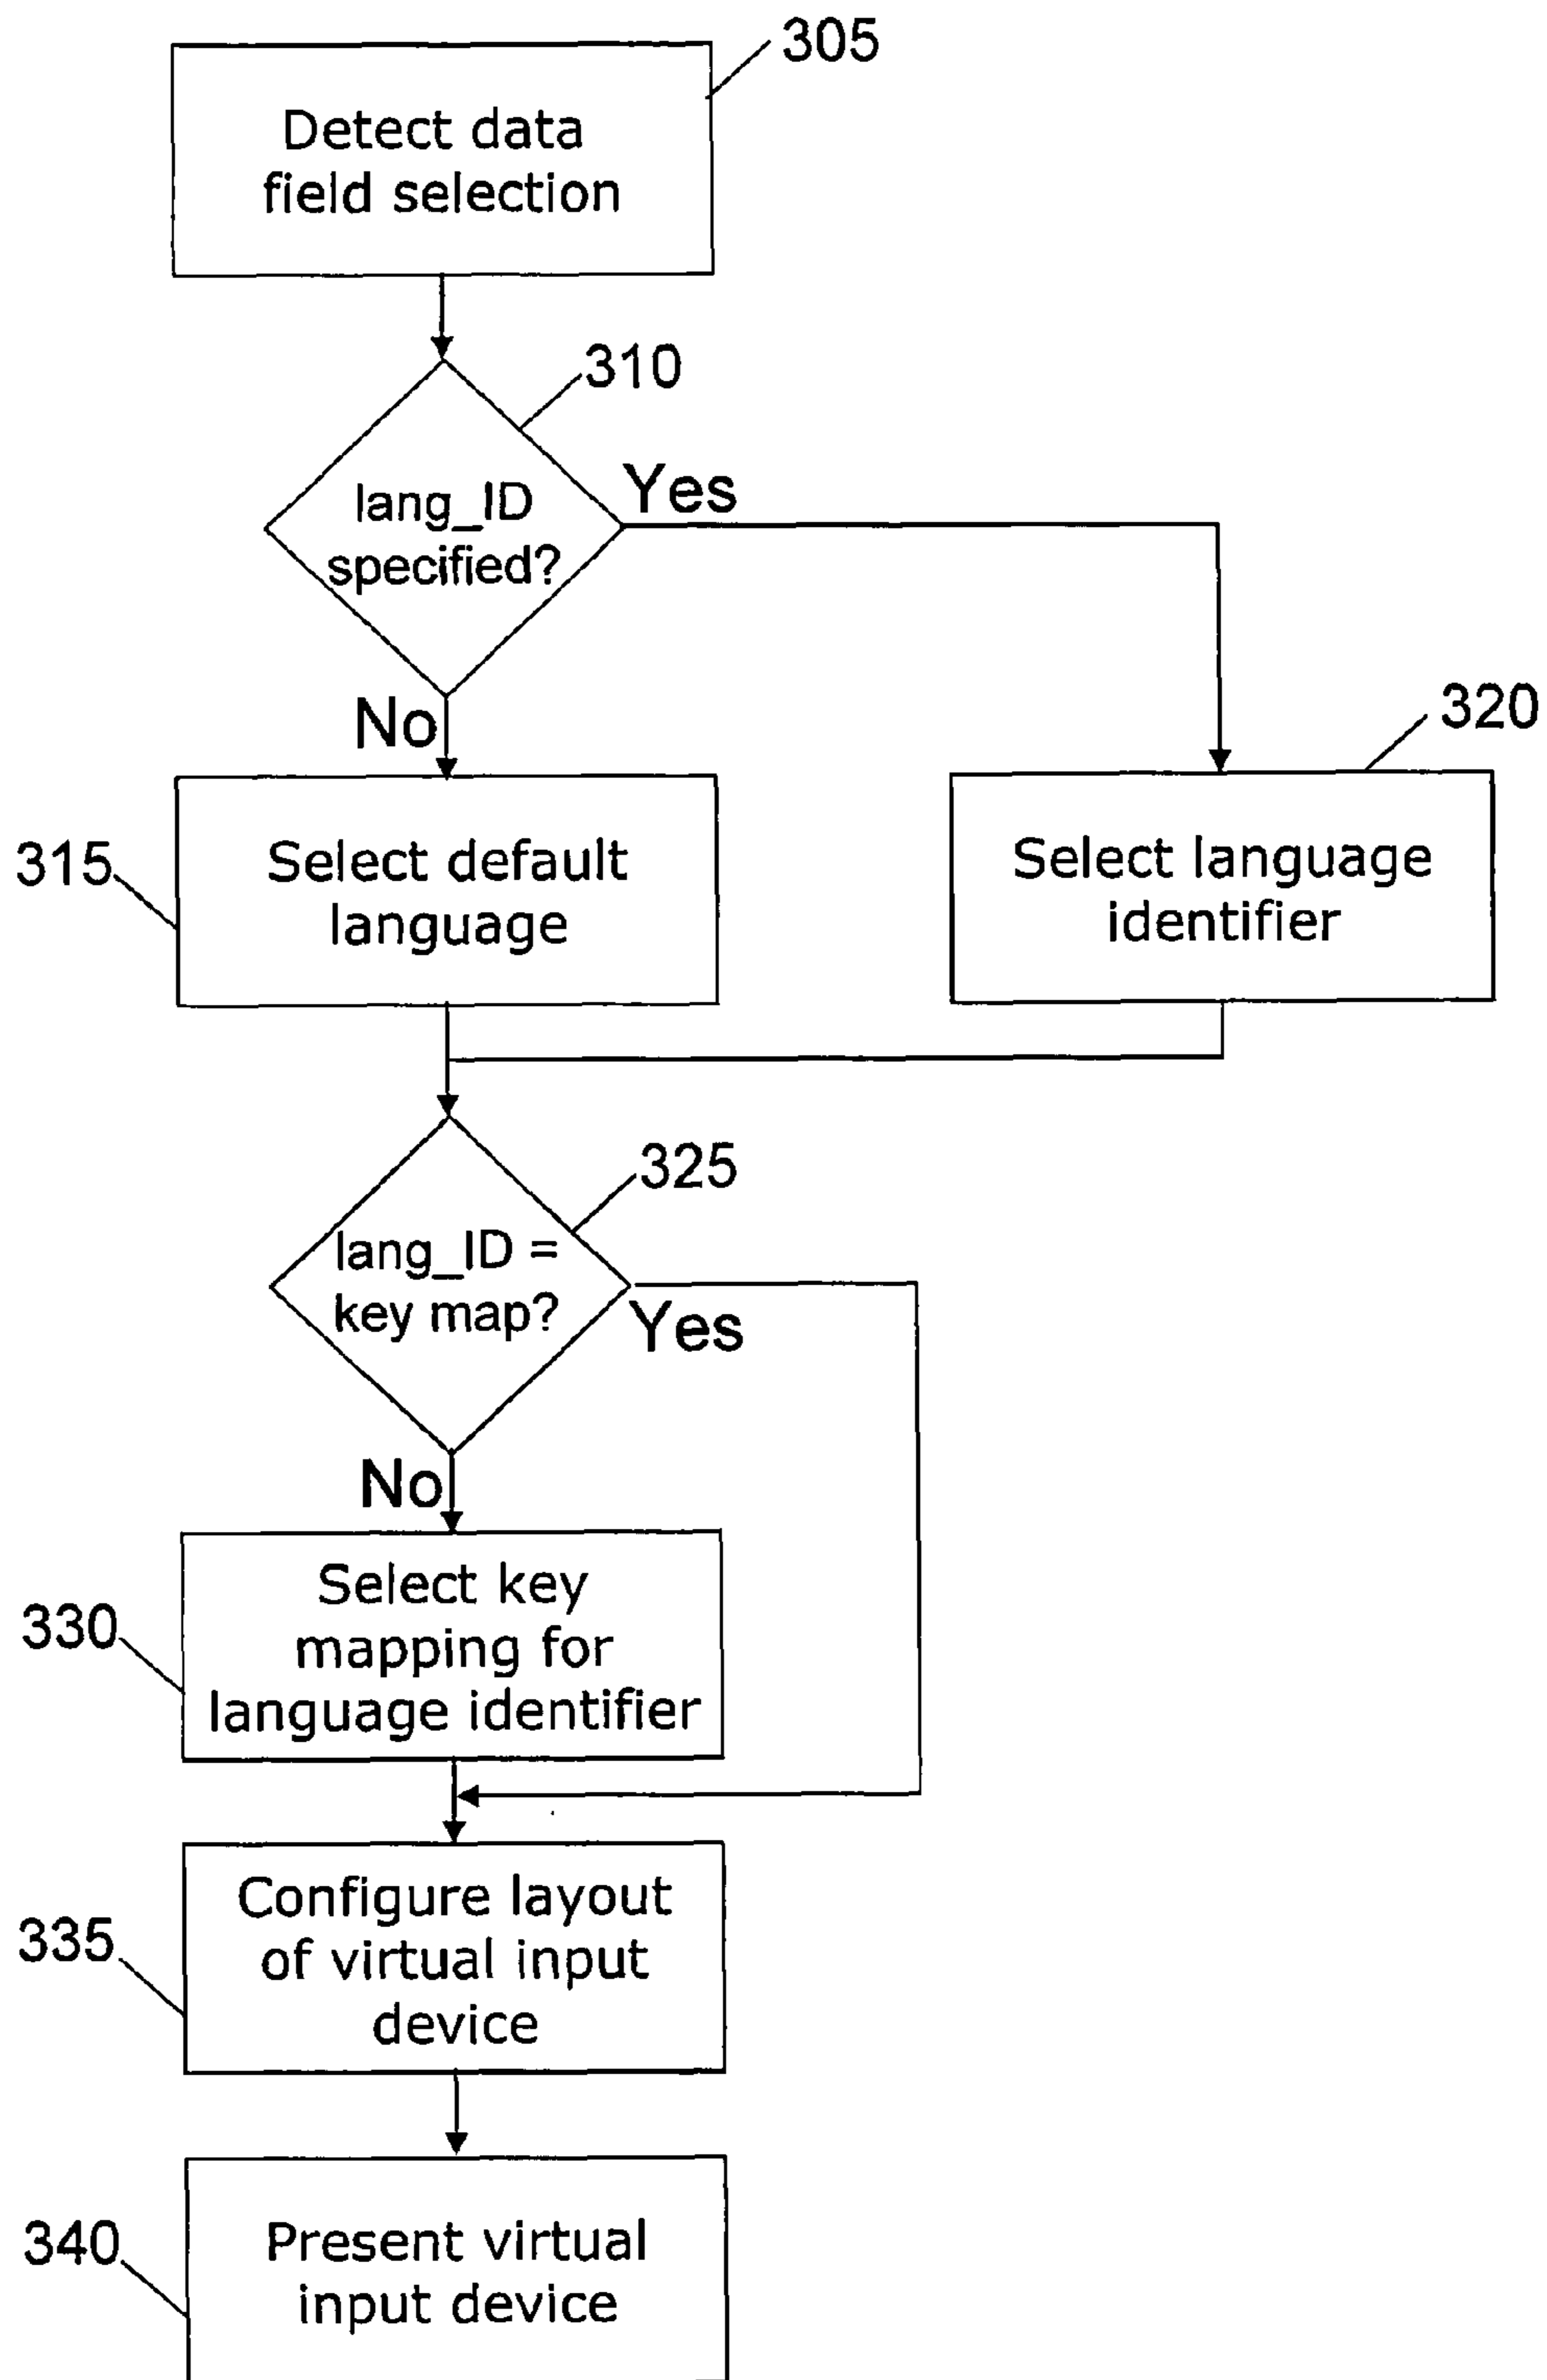 305
Detect data
field selection
310
lang_ID
specified?
Yes
No
320
315
Select default
language
Select language
identifier
325
lang_ID =
key map?
Yes
No
330
Select key
mapping for
language identifier
335
Configure layout
of virtual input
device
340
Present virtual
input device